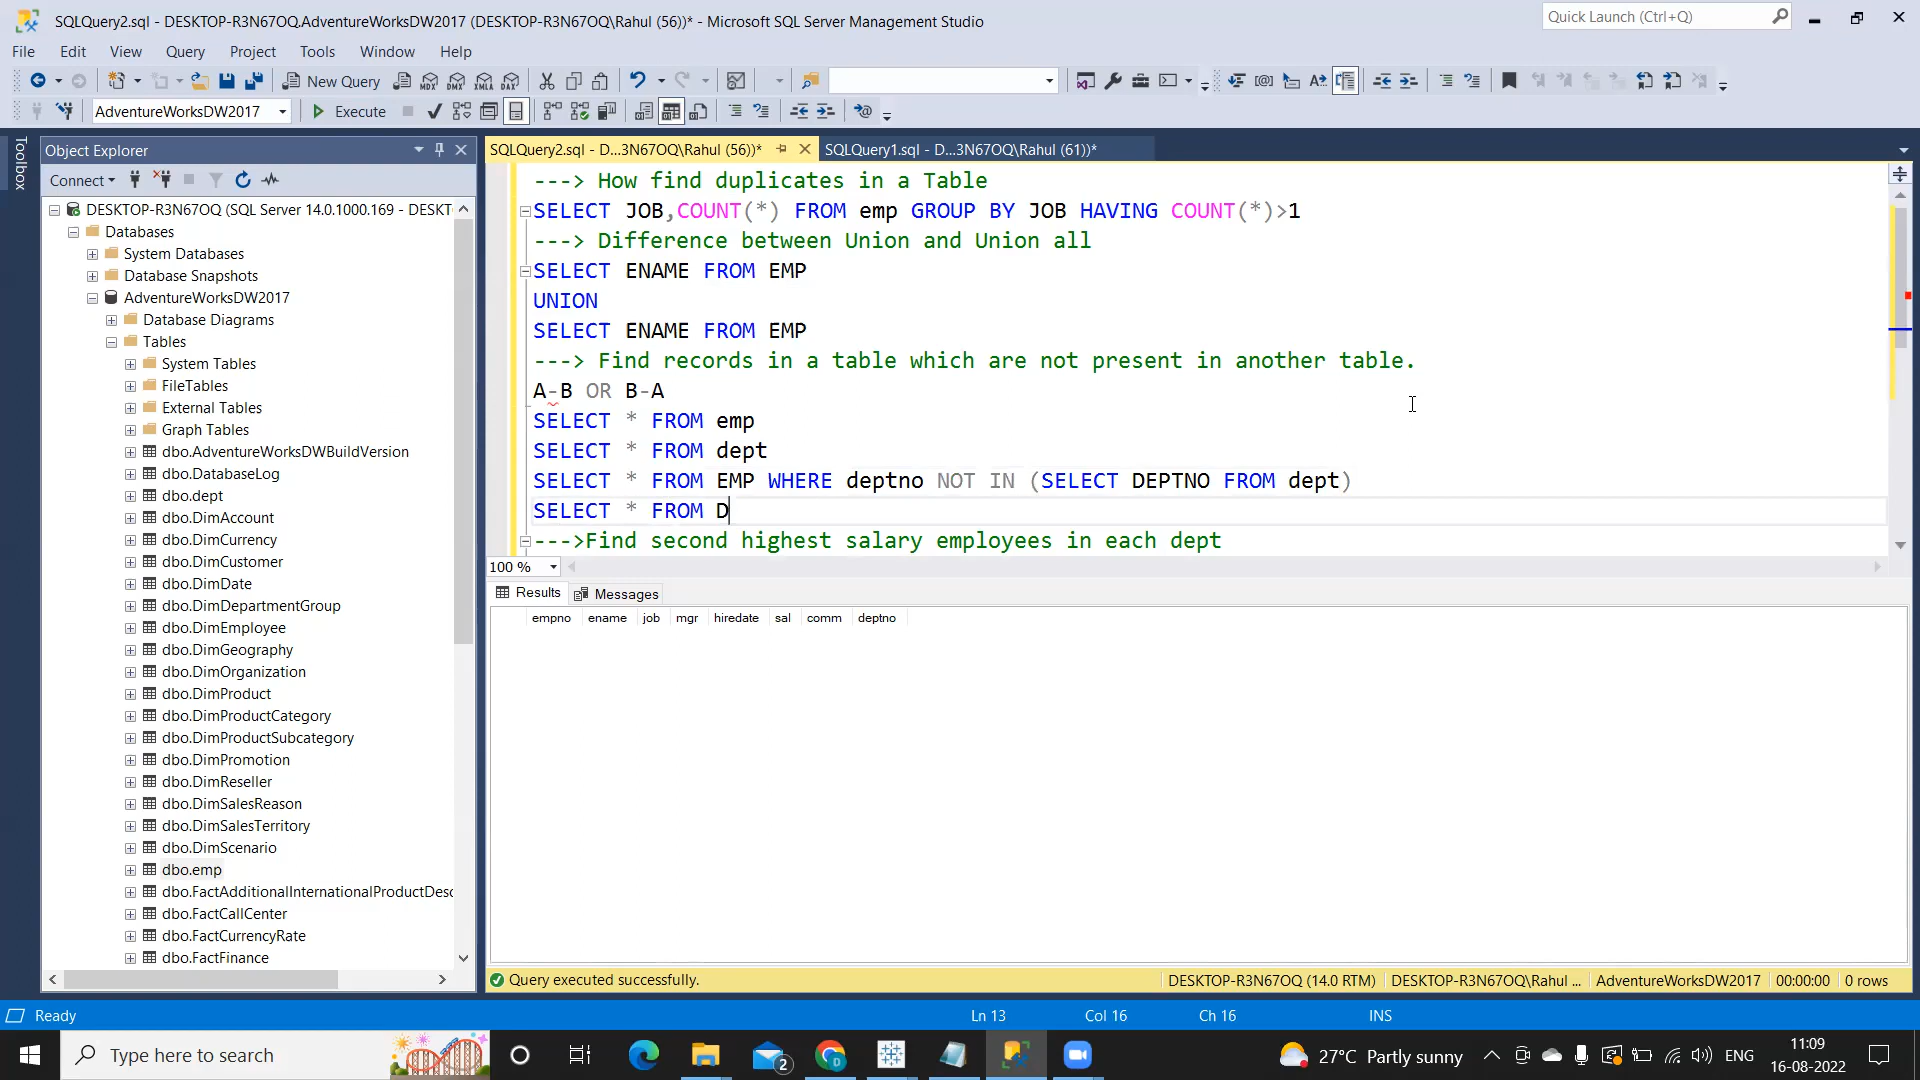 SQLQuery2.sql - DESKTOP-R3N67OQ.AdventureWorksDW2017 (DESKTOP-R3N67OQ\Rahul (56))* - Microsoft SQL Server Management Studio
Quick Launch (Ctrl+Q)
File Edit View Query Project Tools Window Help
New Query
MDX DMX XMLA DAX
AdventureWorksDW2017
Execute
Toolbox
Object Explorer
Connect
DESKTOP-R3N67OQ (SQL Server 14.0.1000.169 - DESKT
Databases
System Databases
Database Snapshots
AdventureWorksDW2017
Database Diagrams
Tables
System Tables
FileTables
External Tables
Graph Tables
dbo.AdventureWorksDWBuildVersion
dbo.DatabaseLog
dbo.dept
dbo.DimAccount
dbo.DimCurrency
dbo.DimCustomer
dbo.DimDate
dbo.DimDepartmentGroup
dbo.DimEmployee
dbo.DimGeography
dbo.DimOrganization
dbo.DimProduct
dbo.DimProductCategory
dbo.DimProductSubcategory
dbo.DimPromotion
dbo.DimReseller
dbo.DimSalesReason
dbo.DimSalesTerritory
dbo.DimScenario
dbo.emp
dbo.FactAdditionalInternationalProductDesc
dbo.FactCallCenter
dbo.FactCurrencyRate
dbo.FactFinance
SQLQuery2.sql - D...3N67OQ\Rahul (56))*
SQLQuery1.sql - D...3N67OQ\Rahul (61))*
---> How find duplicates in a Table
SELECT JOB,COUNT(*) FROM emp GROUP BY JOB HAVING COUNT(*)>1
---> Difference between Union and Union all
SELECT ENAME FROM EMP
UNION
SELECT ENAME FROM EMP
---> Find records in a table which are not present in another table.
A-B OR B-A
SELECT * FROM emp
SELECT * FROM dept
SELECT * FROM EMP WHERE deptno NOT IN (SELECT DEPTNO FROM dept)
SELECT * FROM D
--->Find second highest salary employees in each dept
100 %
Results Messages
empno ename job mgr hiredate sal comm deptno
Query executed successfully.
DESKTOP-R3N67OQ (14.0 RTM) DESKTOP-R3N67OQ\Rahul ... AdventureWorksDW2017 00:00:00 0 rows
Ready
Ln 13 Col 16 Ch 16 INS
Type here to search
2
27°C Partly sunny
ENG
11:09
16-08-2022